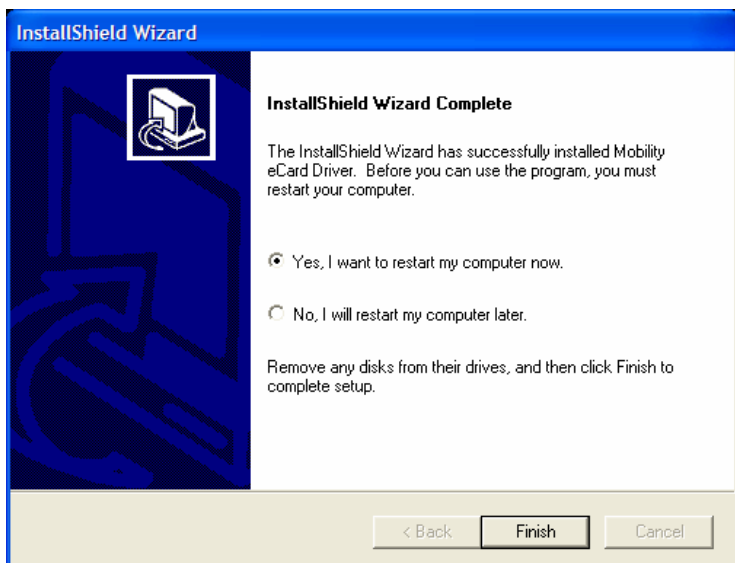 InstallShield Wizard
InstallShield Wizard Complete
The InstallShield Wizard has successfully installed Mobility
eCard Driver.  Before you can use the program, you must
restart your computer.
Yes, I want to restart my computer now.
No, I will restart my computer later.
Remove any disks from their drives, and then click Finish to
complete setup.
< Back
Finish
Cancel